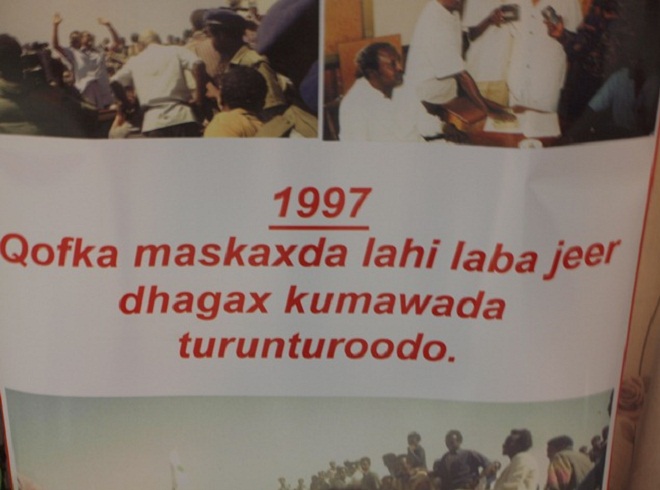 1997
Qofka maskaxda lahi laba jeer
dhagax kumawada
turunturoodo.